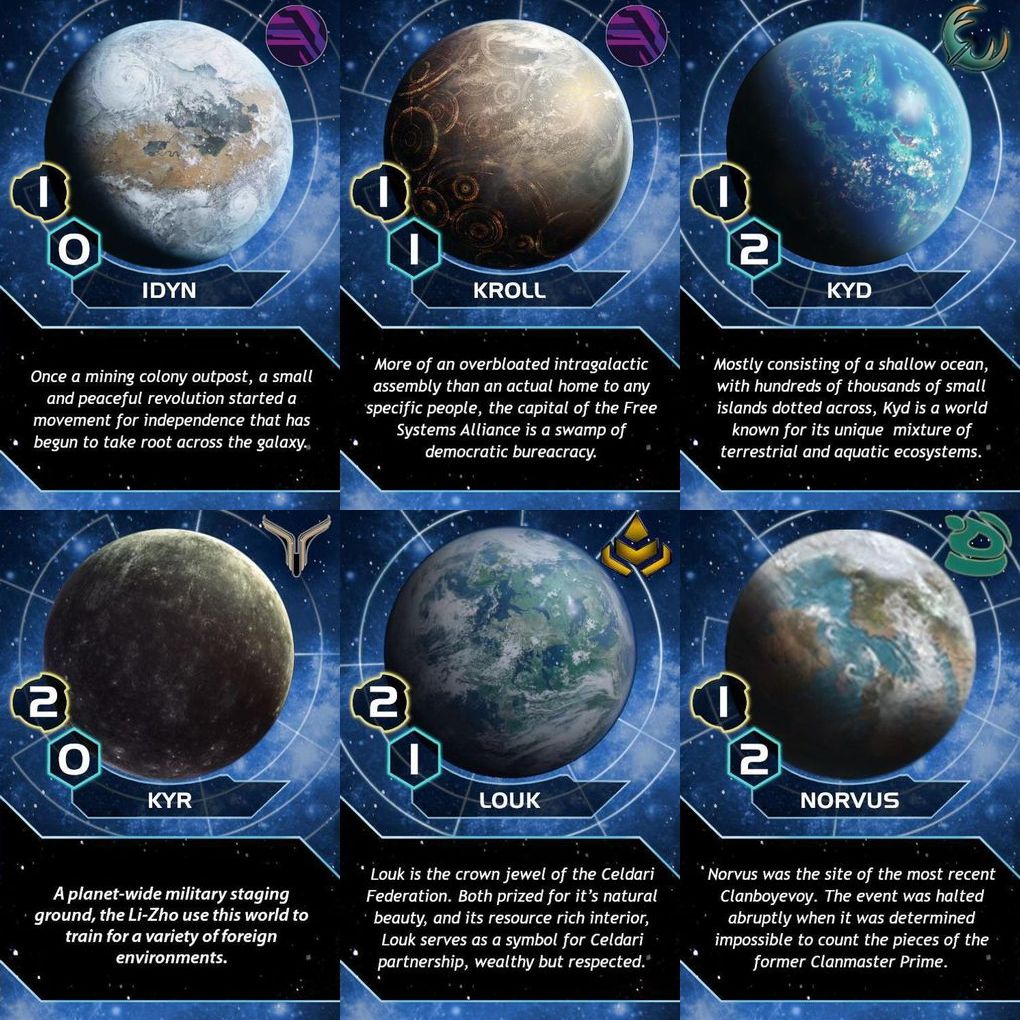 1
0
IDYN
Once a mining colony outpost, a small
and peaceful revolution started a
movement for independence that has
begun to take root across the galaxy.
1
1
KROLL
More of an overbloated intragalactic
assembly than an actual home to any
specific people, the capital of the Free
Systems Alliance is a swamp of
democratic bureacracy.
1
2
KYD
Mostly consisting of a shallow ocean,
with hundreds of thousands of small
islands dotted across, Kyd is a world
known for its unique mixture of
terrestrial and aquatic ecosystems.
2
0
KYR
A planet-wide military staging
ground, the Li-Zho use this world to
train for a variety of foreign
environments.
2
1
LOUK
Louk is the crown jewel of the Celdari
Federation. Both prized for it's natural
beauty, and its resource rich interior,
Louk serves as a symbol for Celdari
partnership, wealthy but respected.
1
2
NORVUS
Norvus was the site of the most recent
Clanboyevoy. The event was halted
abruptly when it was determined
impossible to count the pieces of the
former Clanmaster Prime.